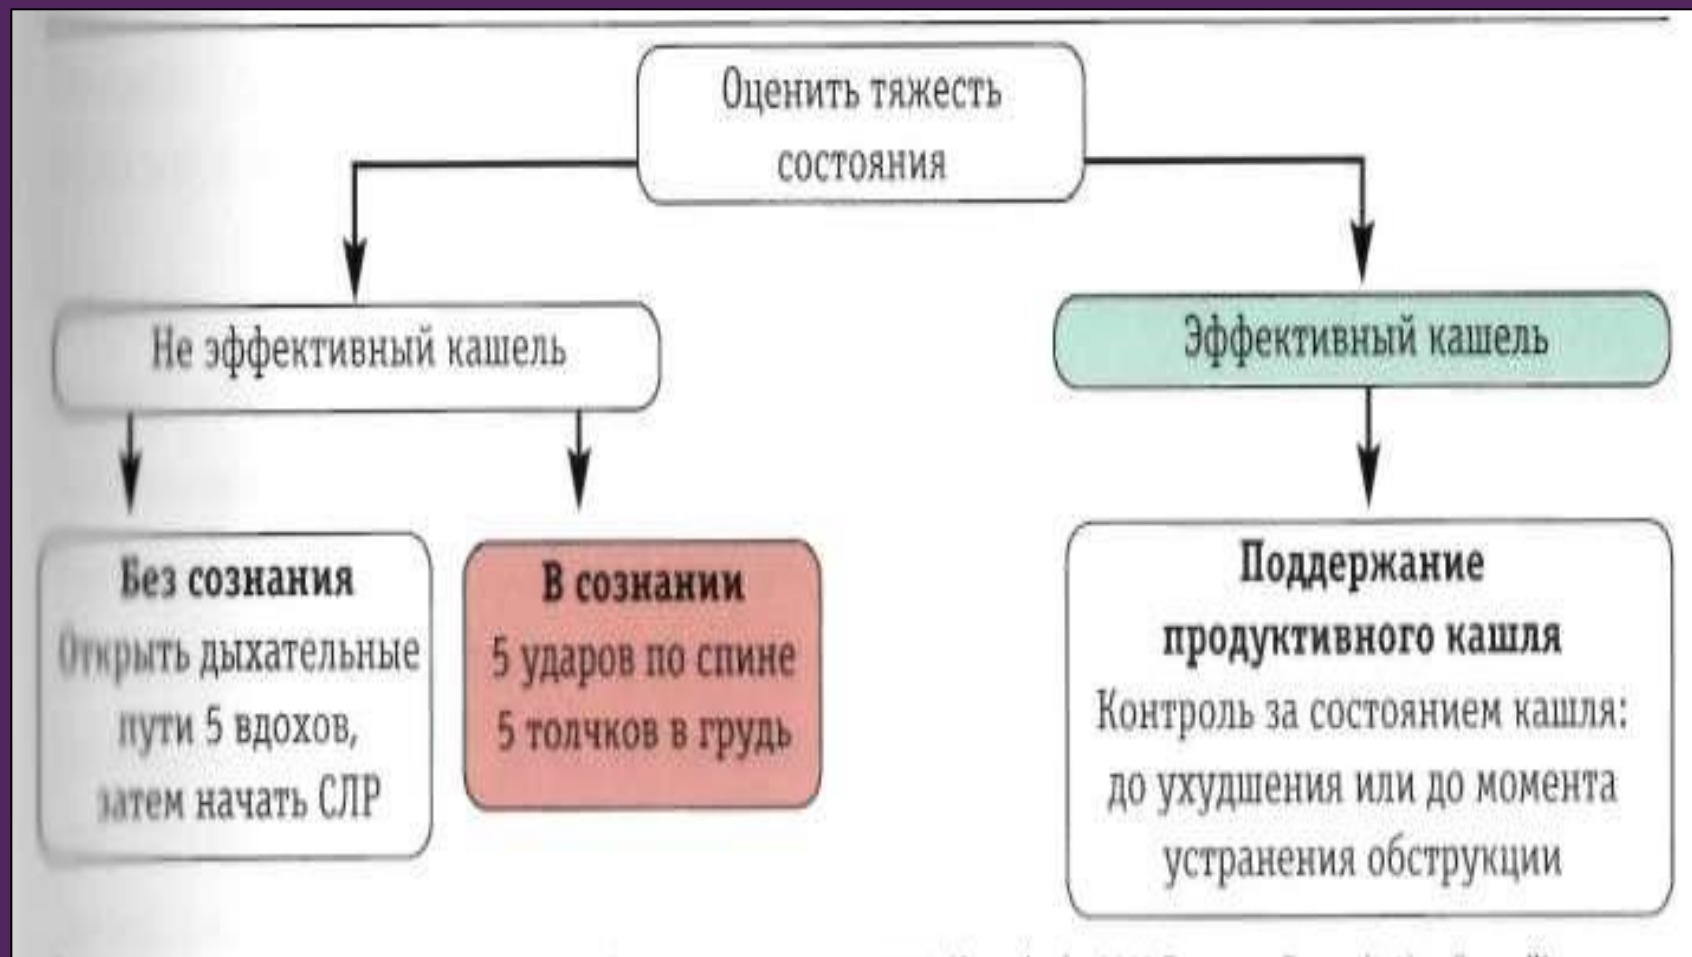 Оценить тяжесть
состояния
Не эффективный кашель
Эффективный кашель
Без сознания
Открыть дыхательные
пути 5 вдохов,
затем начать СЛР
В сознании
5 ударов по спине
5 толчков в грудь
Поддержание
продуктивного кашля
Контроль за состоянием кашля:
до ухудшения или до момента
устранения обструкции